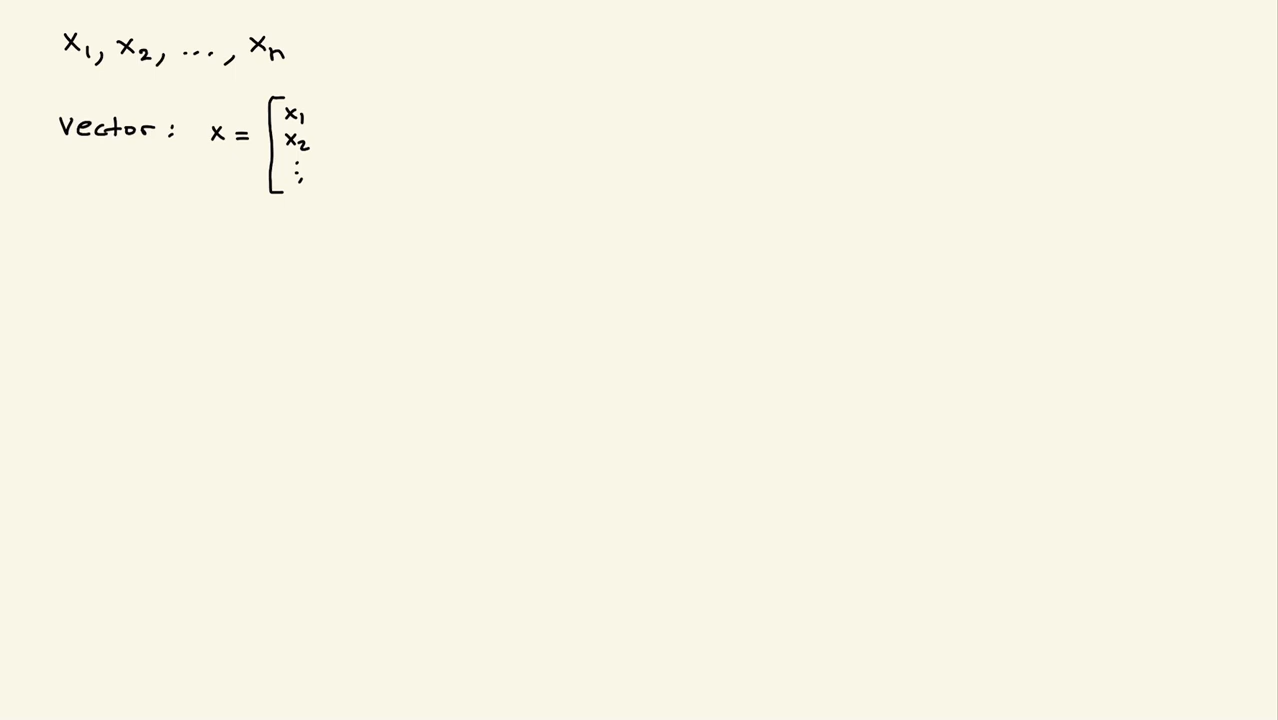 x₁, x₂, ..., xₙ
Vector: x = [x₁
x₂
⋮